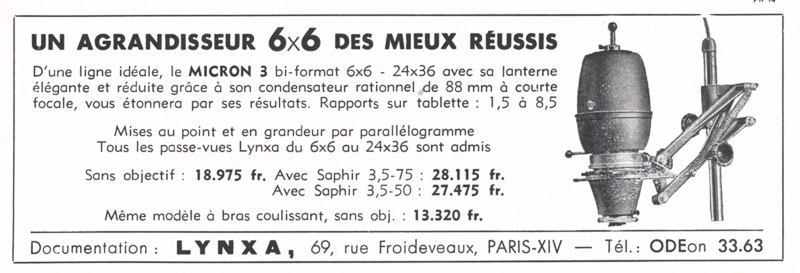 UN AGRANDISSEUR 6x6 DES MIEUX RÉUSSIS
D'une ligne idéale, le MICRON 3 bi-format 6x6 - 24x36 avec sa lanterne
élégante et réduite grâce à son condensateur rationnel de 88 mm à courte
focale, vous étonnera par ses résultats. Rapports sur tablette : 1,5 à 8,5
Mises au point et en grandeur par parallélogramme
Tous les passe-vues Lynxa du 6x6 au 24x36 sont admis
Sans objectif : 18.975 fr. Avec Saphir 3,5-75 : 28.115 fr.
Avec Saphir 3,5-50 : 27.475 fr.
Même modèle à bras coulissant, sans obj. : 13.320 fr.
Documentation : LYNXA, 69, rue Froideveaux, PARIS-XIV — Tél. : ODEon 33.63